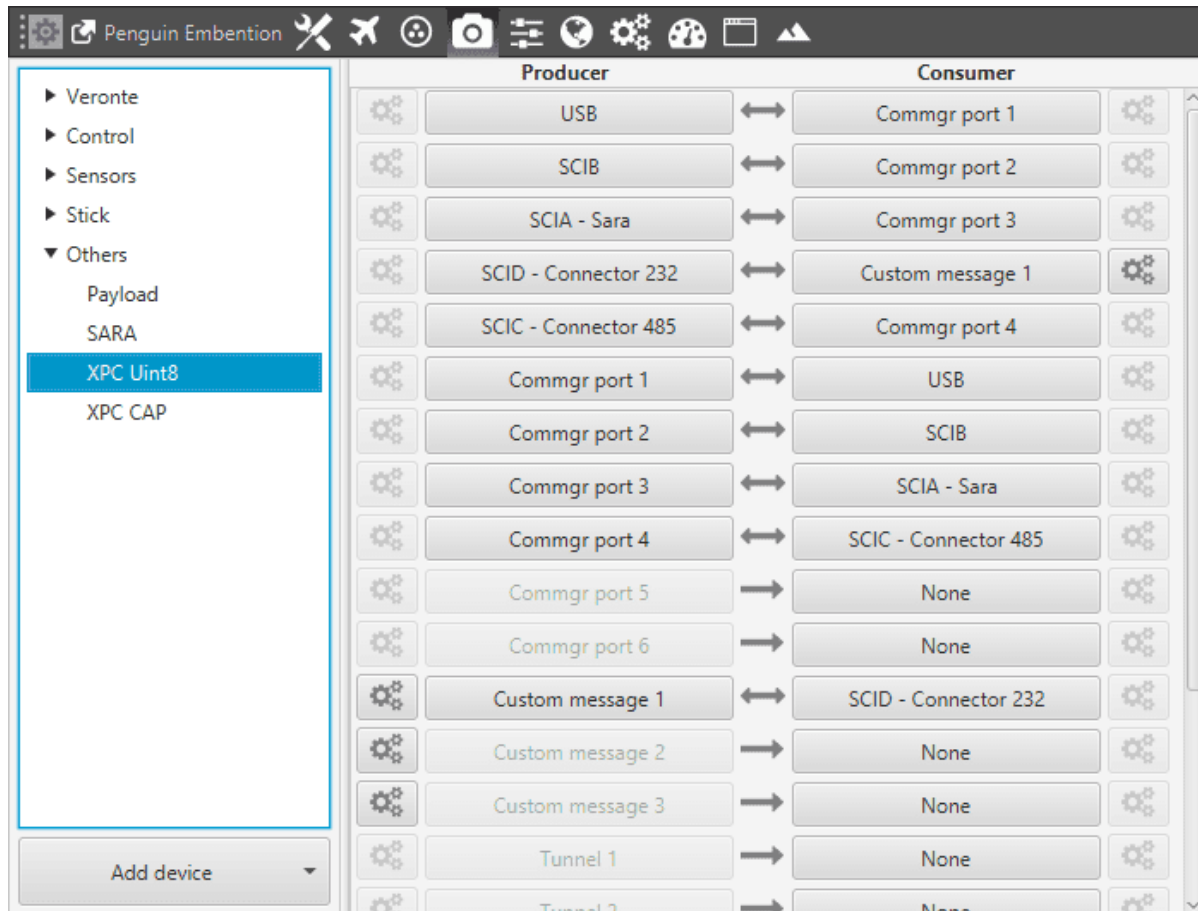 Penguin Embention
Veronte
Control
Sensors
Stick
Others
Payload
SARA
XPC Uint8
XPC CAP
Add device
Producer Consumer
USB Commgr port 1
SCIB Commgr port 2
SCIA - Sara Commgr port 3
SCID - Connector 232 Custom message 1
SCIC - Connector 485 Commgr port 4
Commgr port 1 USB
Commgr port 2 SCIB
Commgr port 3 SCIA - Sara
Commgr port 4 SCIC - Connector 485
Commgr port 5 None
Commgr port 6 None
Custom message 1 SCID - Connector 232
Custom message 2 None
Custom message 3 None
Tunnel 1 None
Tunnel 2 None